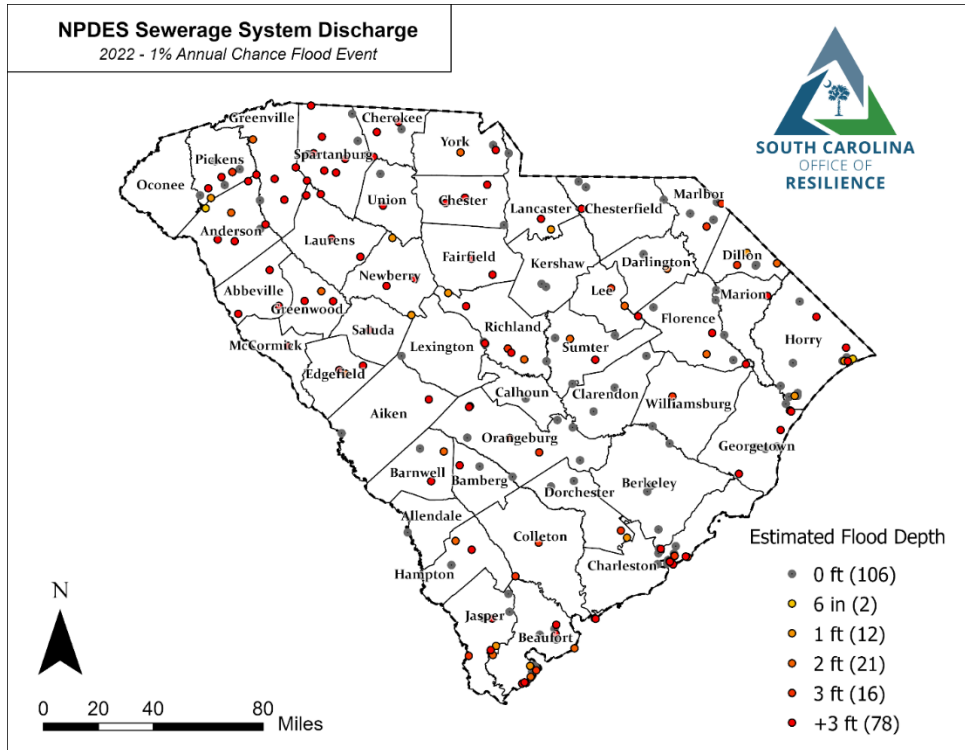 NPDES Sewerage System Discharge
2022 - 1% Annual Chance Flood Event
SOUTH CAROLINA
OFFICE OF
RESILIENCE
Cherokee
Greenville
York
Spartanburg
Pickens
Oconee
Union
Chester
Lancaster
Chesterfield
Marlbor
Anderson
Laurens
Fairfield
Kershaw
Darlington
Dillon
Newberry
Abbeville
Greenwood
Lee
Marion
Saluda
Richland
Florence
McCormick
Lexington
Sumter
Horry
Edgefield
Calhoun
Clarendon
Aiken
Williamsburg
Orangeburg
Georgetown
Barnwell
Bamberg
Berkeley
Dorchester
Allendale
Colleton
Charleston
Hampton
Jasper
Beaufort
Estimated Flood Depth
0 ft (106)
6 in (2)
1 ft (12)
2 ft (21)
3 ft (16)
+3 ft (78)
N
0 20 40 80
Miles